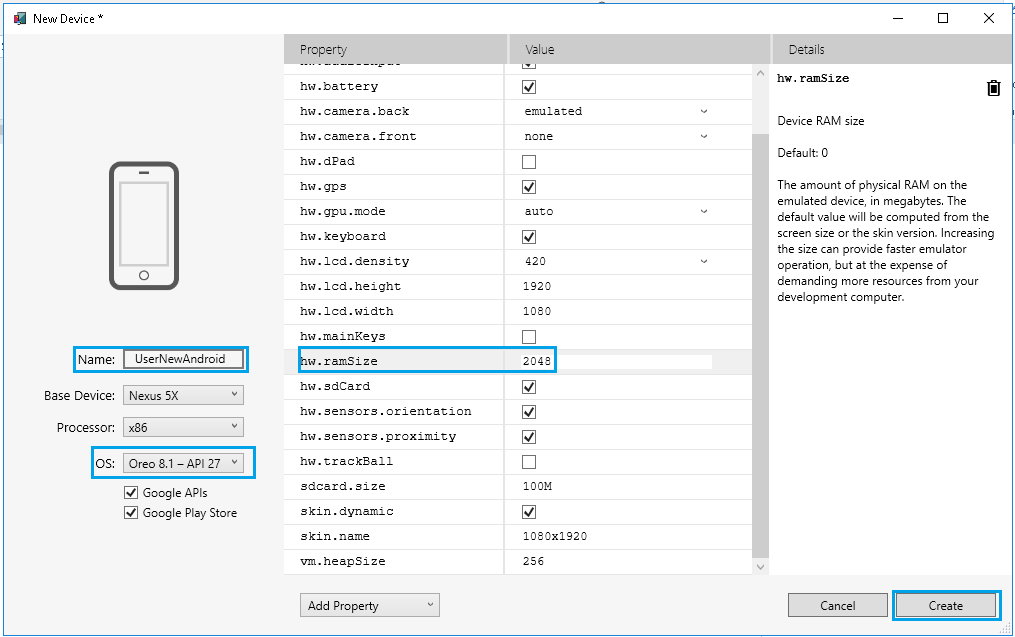 New Device *
Property Value Details
hw.battery
hw.camera.back emulated
hw.camera.front none
hw.dPad
hw.gps
hw.gpu.mode auto
hw.keyboard
hw.lcd.density 420
hw.lcd.height 1920
hw.lcd.width 1080
hw.mainKeys
hw.ramSize 2048
hw.sdCard
hw.sensors.orientation
hw.sensors.proximity
hw.trackBall
sdcard.size 100M
skin.dynamic
skin.name 1080x1920
vm.heapSize 256
Add Property
Name: UserNewAndroid
Base Device: Nexus 5X
Processor: x86
OS: Oreo 8.1 – API 27
Google APIs
Google Play Store
hw.ramSize
Device RAM size
Default: 0
The amount of physical RAM on the
emulated device, in megabytes. The
default value will be computed from the
screen size or the skin version. Increasing
the size can provide faster emulator
operation, but at the expense of
demanding more resources from your
development computer.
Cancel Create